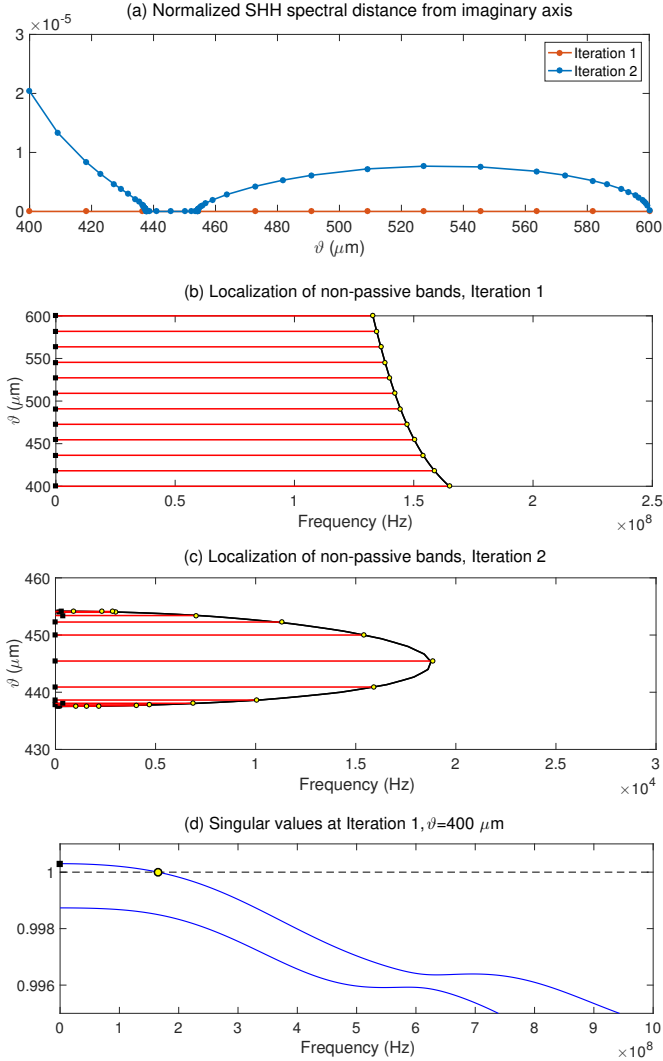 (a) Normalized SHH spectral distance from imaginary axis
×10⁻⁵
3
2
1
0
Iteration 1
Iteration 2
400 420 440 460 480 500 520 540 560 580 600
ϑ (μm)
(b) Localization of non-passive bands, Iteration 1
600
550
500
450
400
ϑ (μm)
0 0.5 1 1.5 2 2.5
Frequency (Hz)
×10⁸
(c) Localization of non-passive bands, Iteration 2
460
450
440
430
ϑ (μm)
0 0.5 1 1.5 2 2.5 3
Frequency (Hz)
×10⁴
(d) Singular values at Iteration 1,ϑ=400 μm
1
0.998
0.996
0 1 2 3 4 5 6 7 8 9 10
Frequency (Hz)
×10⁸